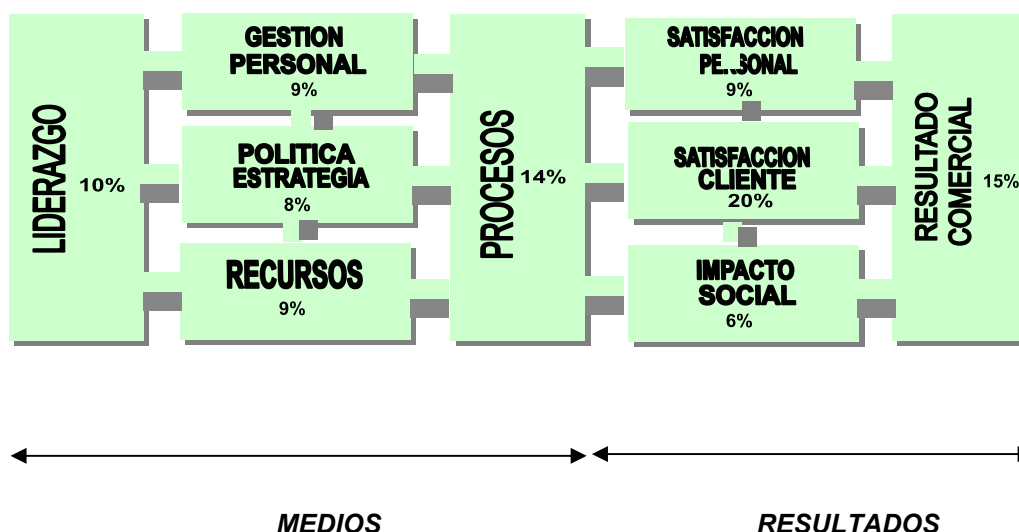 LIDERAZGO
10%
GESTION
PERSONAL
9%
POLITICA
ESTRATEGIA
8%
RECURSOS
9%
PROCESOS
14%
SATISFACCION
PERSONAL
9%
SATISFACCION
CLIENTE
20%
IMPACTO
SOCIAL
6%
RESULTADO
COMERCIAL
15%
MEDIOS
RESULTADOS